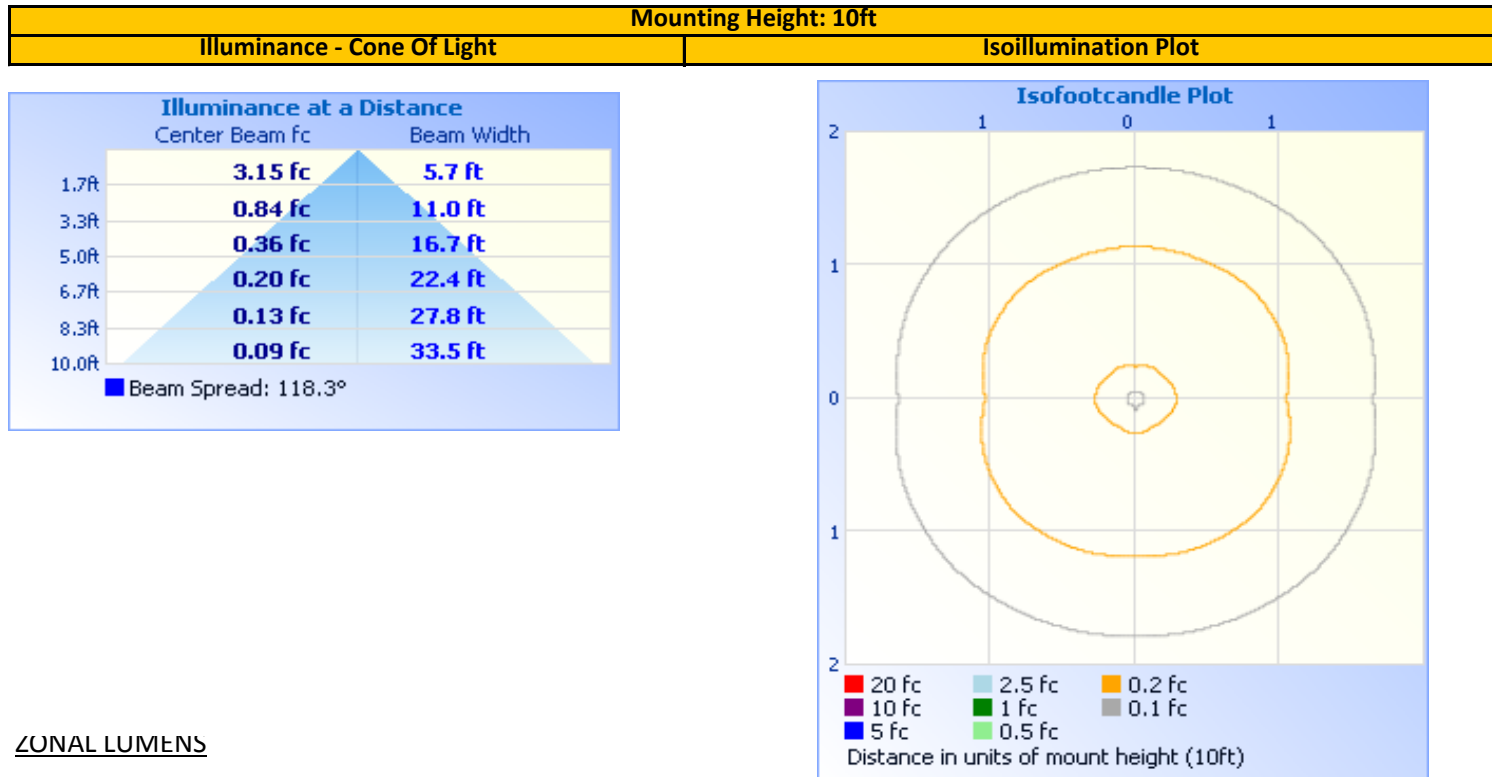 Mounting Height: 10ft
Illuminance - Cone Of Light
Isoillumination Plot
Illuminance at a Distance
Center Beam fc Beam Width
1.7ft 3.15 fc 5.7 ft
3.3ft 0.84 fc 11.0 ft
5.0ft 0.36 fc 16.7 ft
6.7ft 0.20 fc 22.4 ft
8.3ft 0.13 fc 27.8 ft
10.0ft 0.09 fc 33.5 ft
Beam Spread: 118.3°
Isofootcandle Plot
1 0 1
2
1
0
1
2
20 fc 2.5 fc 0.2 fc
10 fc 1 fc 0.1 fc
5 fc 0.5 fc
Distance in units of mount height (10ft)
ZONAL LUMENS